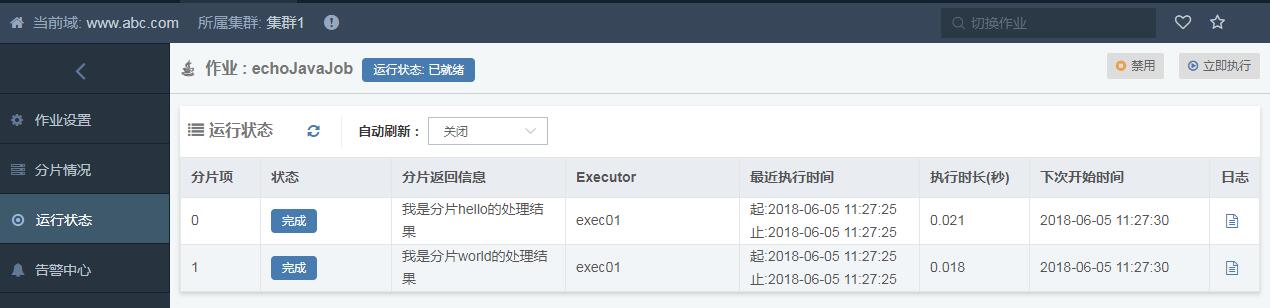 当前域: www.abc.com 所属集群: 集群1 切换作业
作业 : echoJavaJob 运行状态: 已就绪 禁用 立即执行
作业设置
分片情况
运行状态
告警中心
运行状态 自动刷新： 关闭
分片项 状态 分片返回信息 Executor 最近执行时间 执行时长(秒) 下次开始时间 日志
0 完成 我是分片hello的处理结 exec01 起:2018-06-05 11:27:25 0.021 2018-06-05 11:27:30
果 止:2018-06-05 11:27:25
1 完成 我是分片world的处理结 exec01 起:2018-06-05 11:27:25 0.018 2018-06-05 11:27:30
果 止:2018-06-05 11:27:25